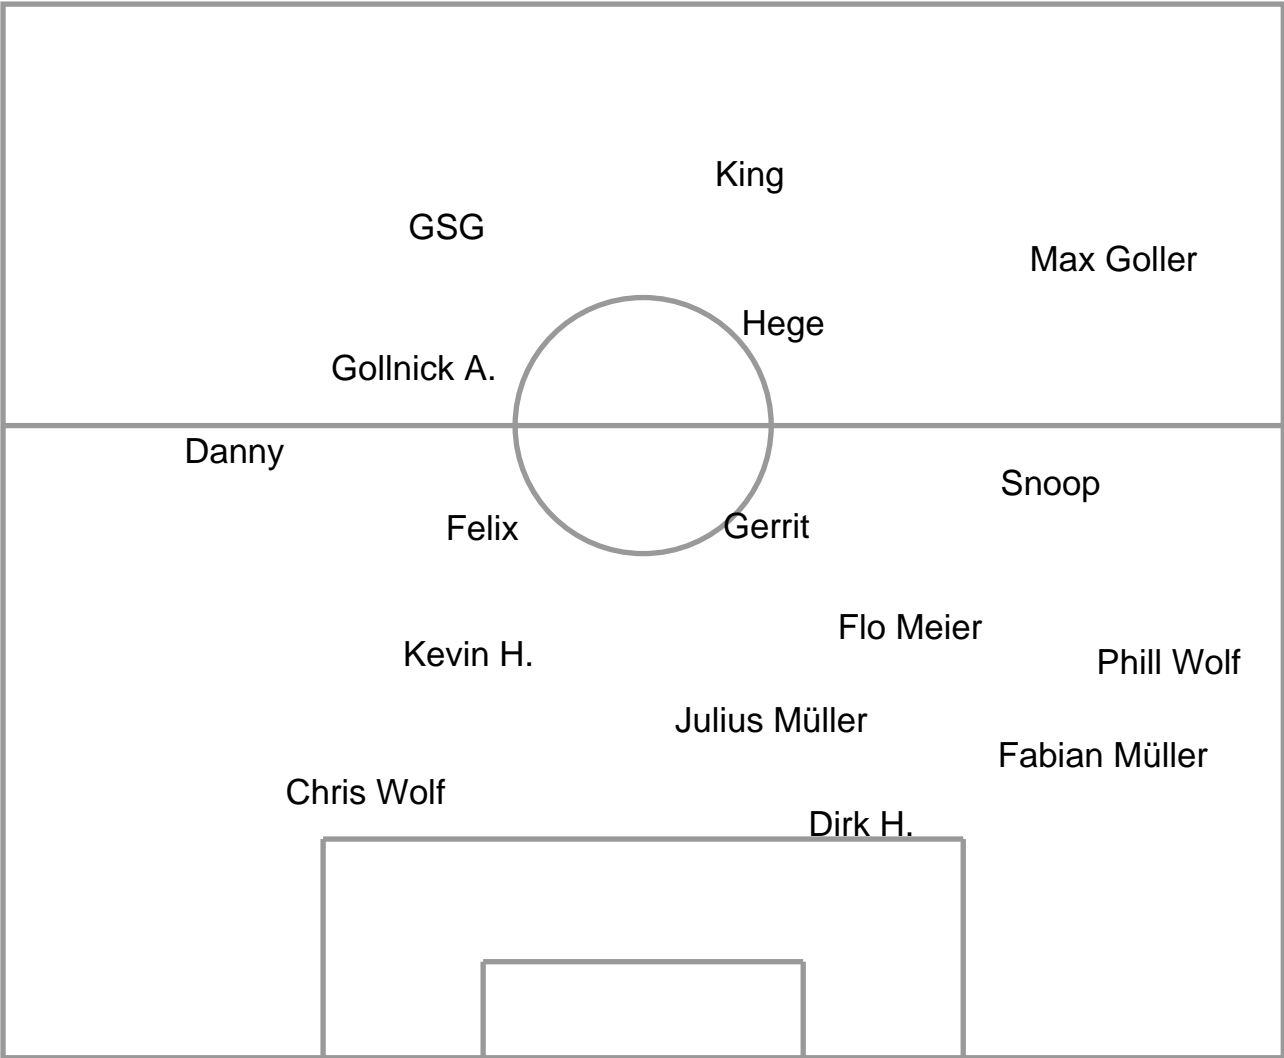 King
GSG
Max Goller
Hege
Gollnick A.
Danny
Snoop
Felix
Gerrit
Flo Meier
Kevin H.
Phill Wolf
Julius Müller
Fabian Müller
Chris Wolf
Dirk H.